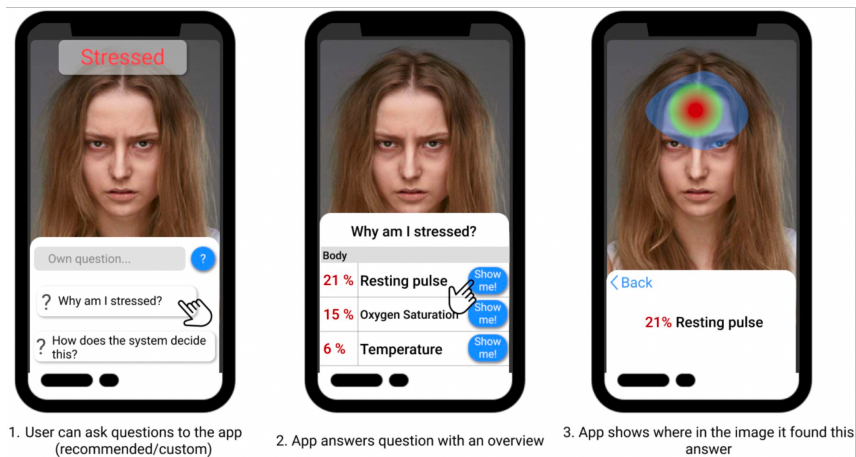 Stressed
Own question...
?
? Why am I stressed?
? How does the system decide
this?
1. User can ask questions to the app
(recommended/custom)
Why am I stressed?
Body
21 % Resting pulse Show
me!
15 % Oxygen Saturation Show
me!
6 % Temperature Show
me!
2. App answers question with an overview
Back
21% Resting pulse
3. App shows where in the image it found this
answer